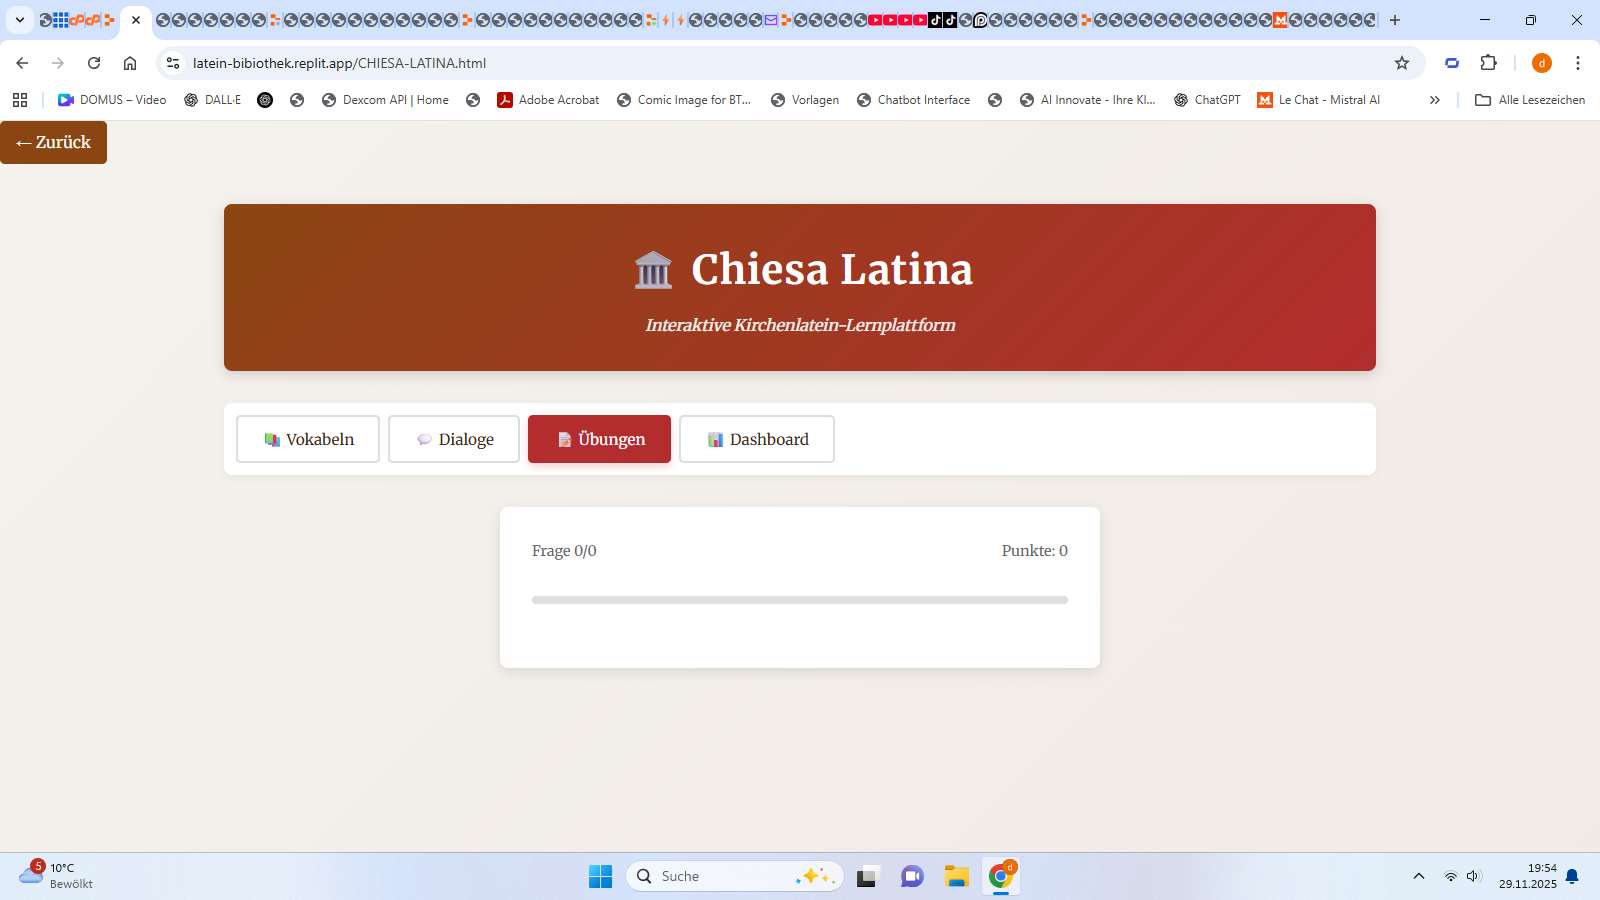 latein-bibiothek.replit.app/CHIESA-LATINA.html
d
DOMUS – Video
DALL·E
Dexcom API | Home
Adobe Acrobat
Comic Image for BT...
Vorlagen
Chatbot Interface
AI Innovate - Ihre KI...
ChatGPT
Le Chat - Mistral AI
Alle Lesezeichen
← Zurück
Chiesa Latina
Interaktive Kirchenlatein-Lernplattform
Vokabeln
Dialoge
Übungen
Dashboard
Frage 0/0
Punkte: 0
5
10°C
Bewölkt
Suche
d
19:54
29.11.2025